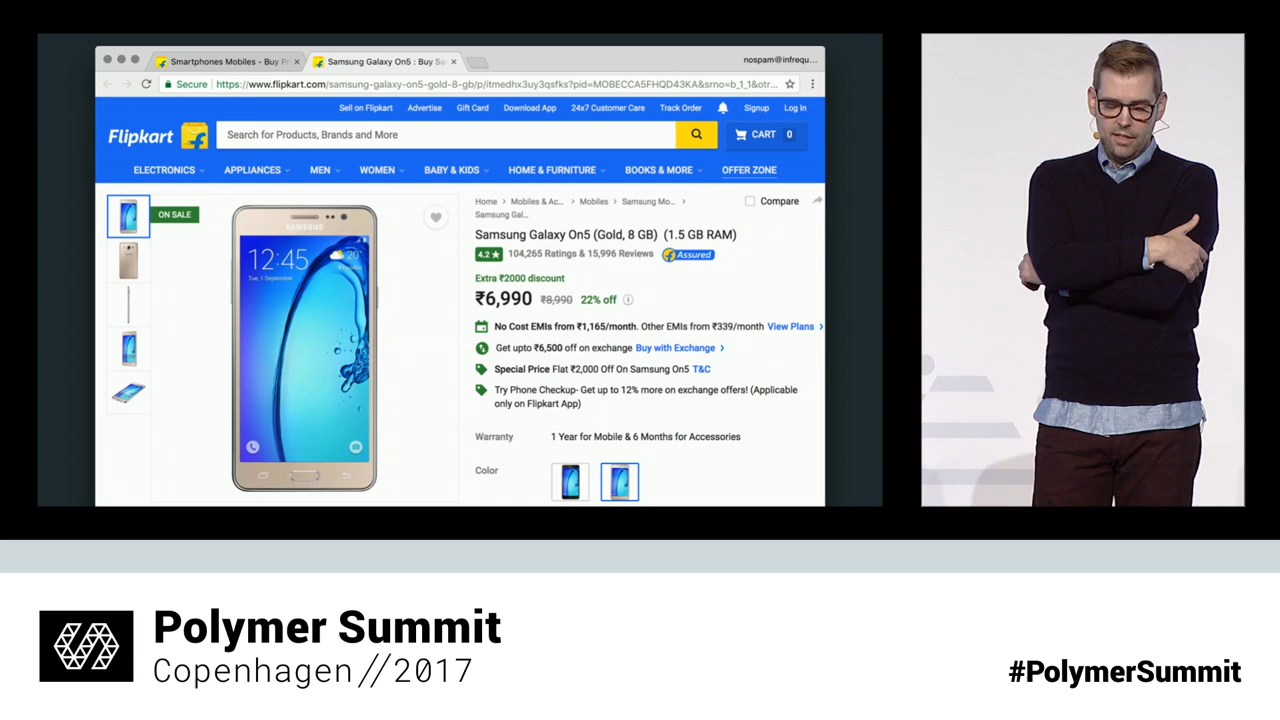 Smartphones Mobiles - Buy P
Samsung Galaxy On5 : Buy Sa
nospam@infrequ...
Secure
https://www.flipkart.com/samsung-galaxy-on5-gold-8-gb/p/itmedhx3uy3qsfks?pid=MOBECCA5FHQD43KA&srno=b_1_1&otr...
Sell on Flipkart Advertise Gift Card Download App 24x7 Customer Care Track Order Signup Log In
Flipkart
Search for Products, Brands and More
CART 0
ELECTRONICS APPLIANCES MEN WOMEN BABY & KIDS HOME & FURNITURE BOOKS & MORE OFFER ZONE
ON SALE
SAMSUNG
12:45
Tue, 1 September
20°
Home > Mobiles & Ac... > Mobiles > Samsung Mo... >
Samsung Gal...
Compare
Samsung Galaxy On5 (Gold, 8 GB) (1.5 GB RAM)
4.2 ★ 104,265 Ratings & 15,996 Reviews Assured
Extra ₹2000 discount
₹6,990 ₹8,990 22% off
No Cost EMIs from ₹1,165/month. Other EMIs from ₹339/month View Plans >
Get upto ₹6,500 off on exchange Buy with Exchange >
Special Price Flat ₹2,000 Off On Samsung On5 T&C
Try Phone Checkup- Get up to 12% more on exchange offers! (Applicable
only on Flipkart App)
Warranty 1 Year for Mobile & 6 Months for Accessories
Color
Polymer Summit
Copenhagen//2017
#PolymerSummit